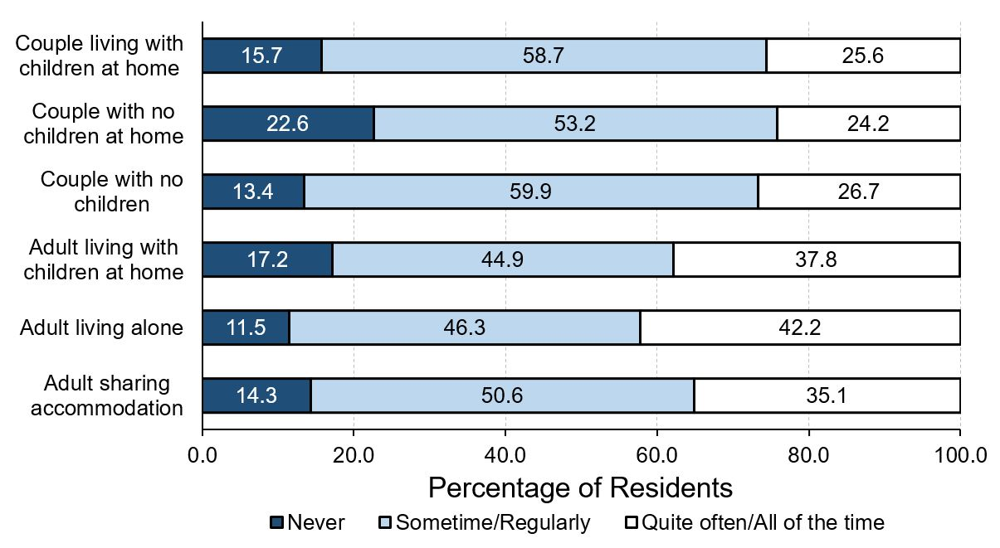 Couple living with
children at home
15.7 58.7 25.6
Couple with no
children at home
22.6 53.2 24.2
Couple with no
children
13.4 59.9 26.7
Adult living with
children at home
17.2 44.9 37.8
Adult living alone
11.5 46.3 42.2
Adult sharing
accommodation
14.3 50.6 35.1
0.0 20.0 40.0 60.0 80.0 100.0
Percentage of Residents
Never Sometime/Regularly Quite often/All of the time